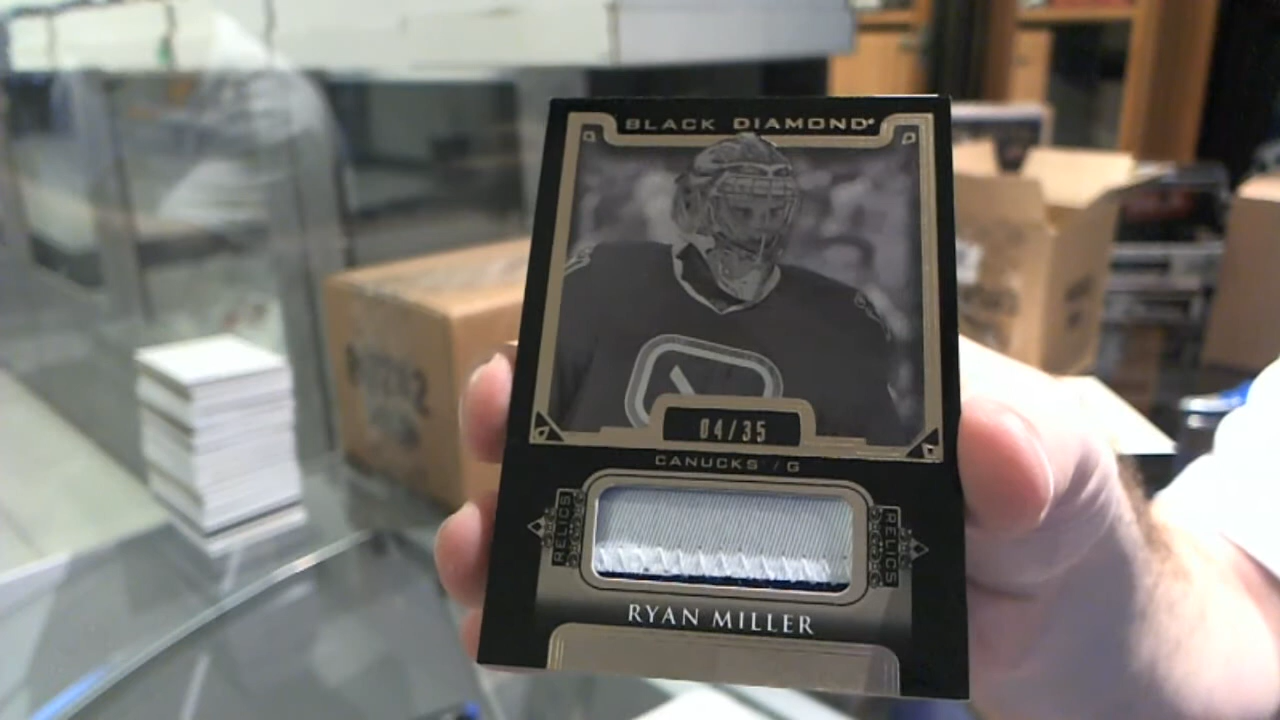 BLACK DIAMOND
04/35
CANUCKS / G
RELICS
RELICS
RYAN MILLER